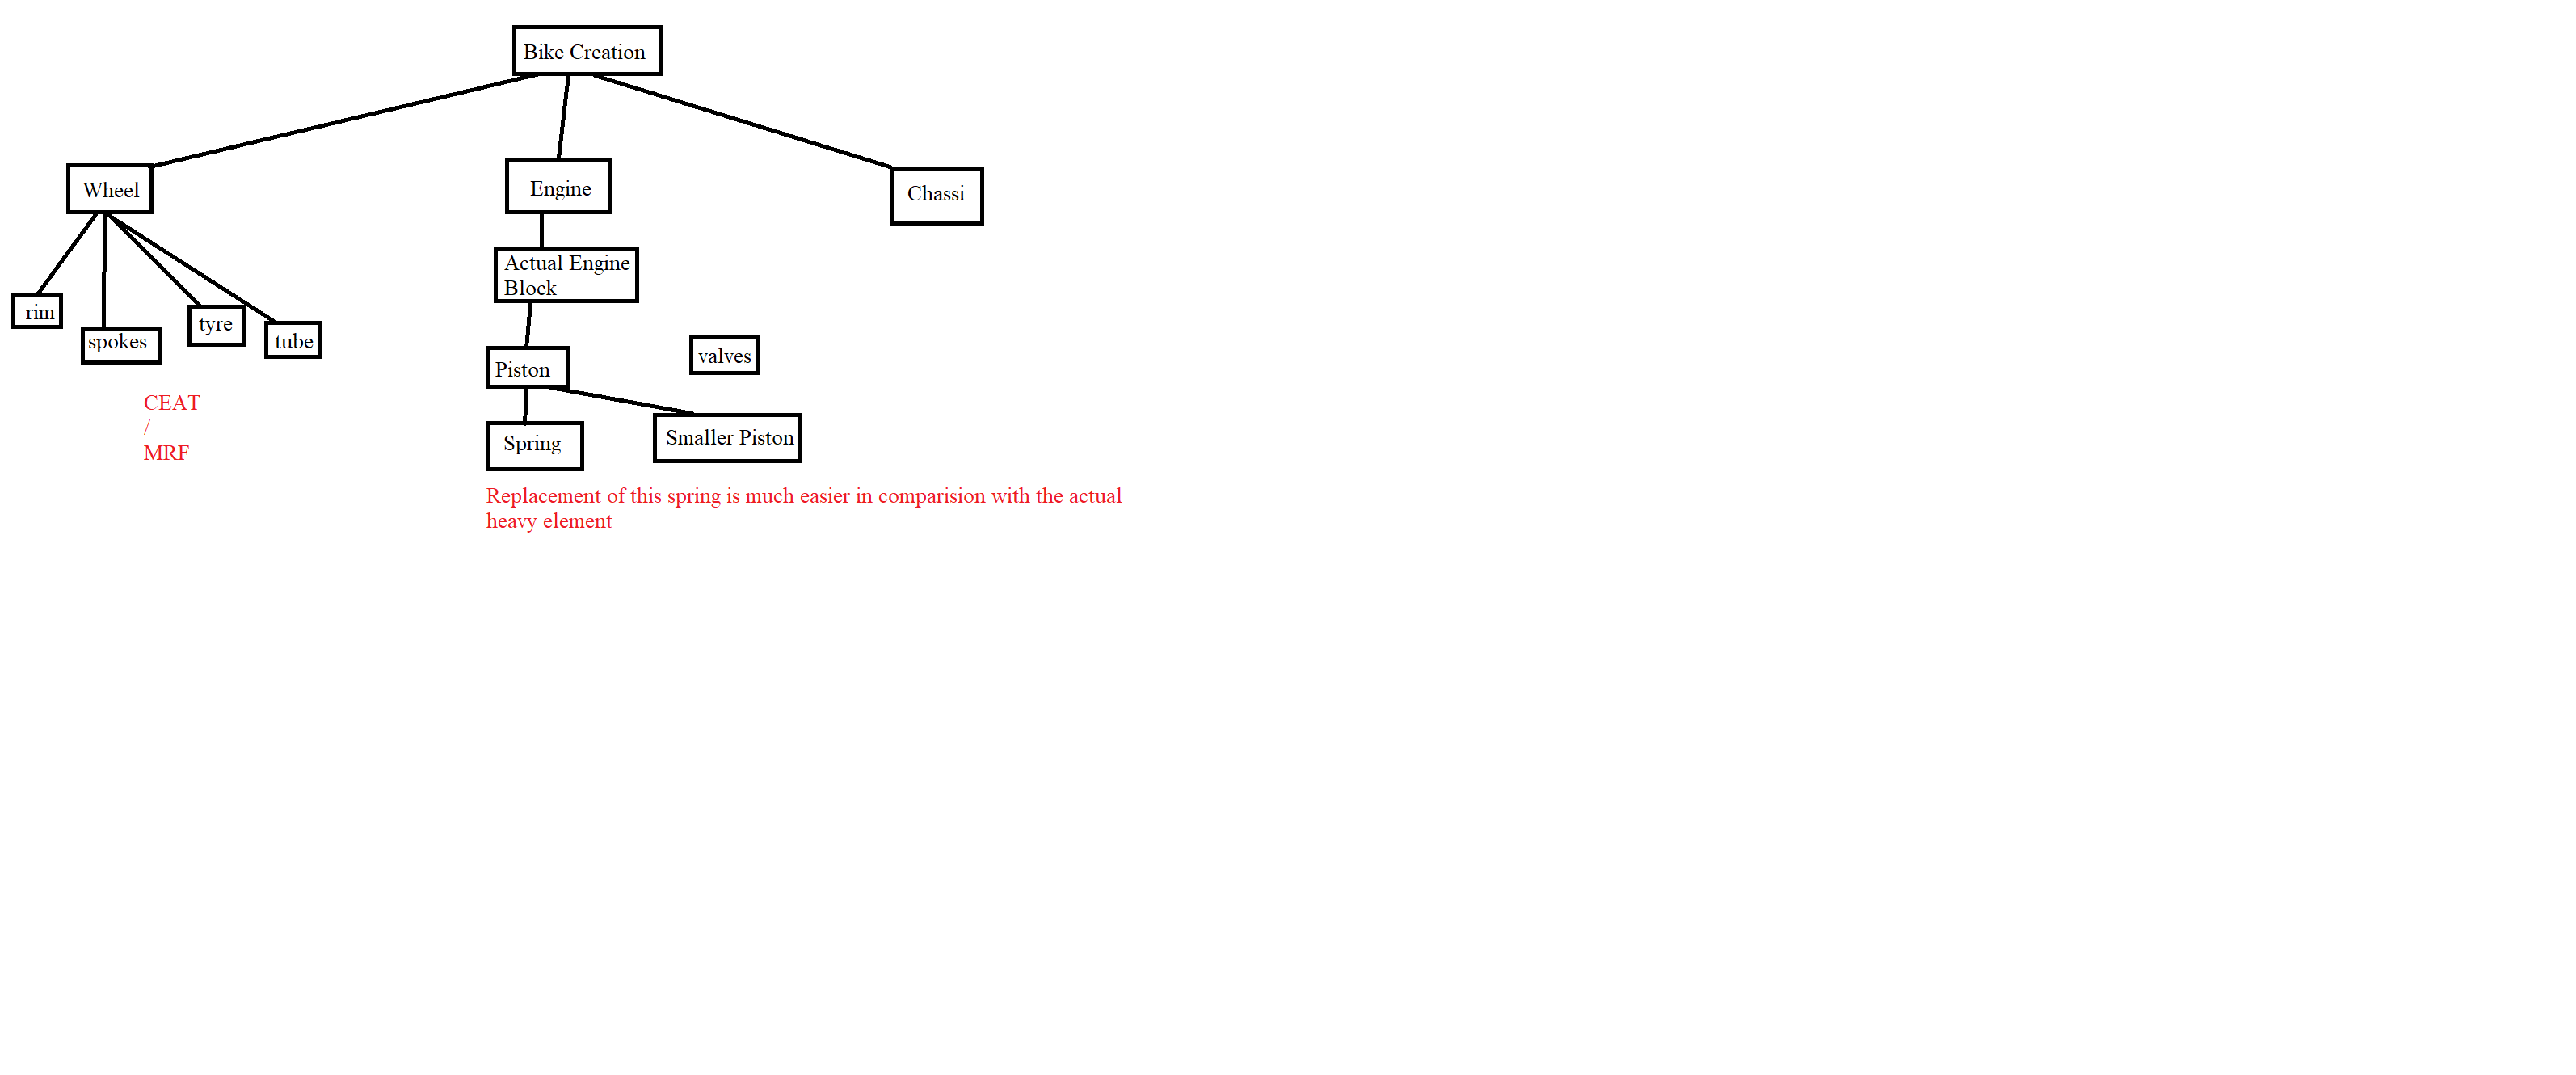 Bike Creation
Wheel
Engine
Chassi
Actual Engine
Block
rim
spokes
tyre
tube
Piston
valves
Spring
Smaller Piston
CEAT
/
MRF
Replacement of this spring is much easier in comparision with the actual
heavy element